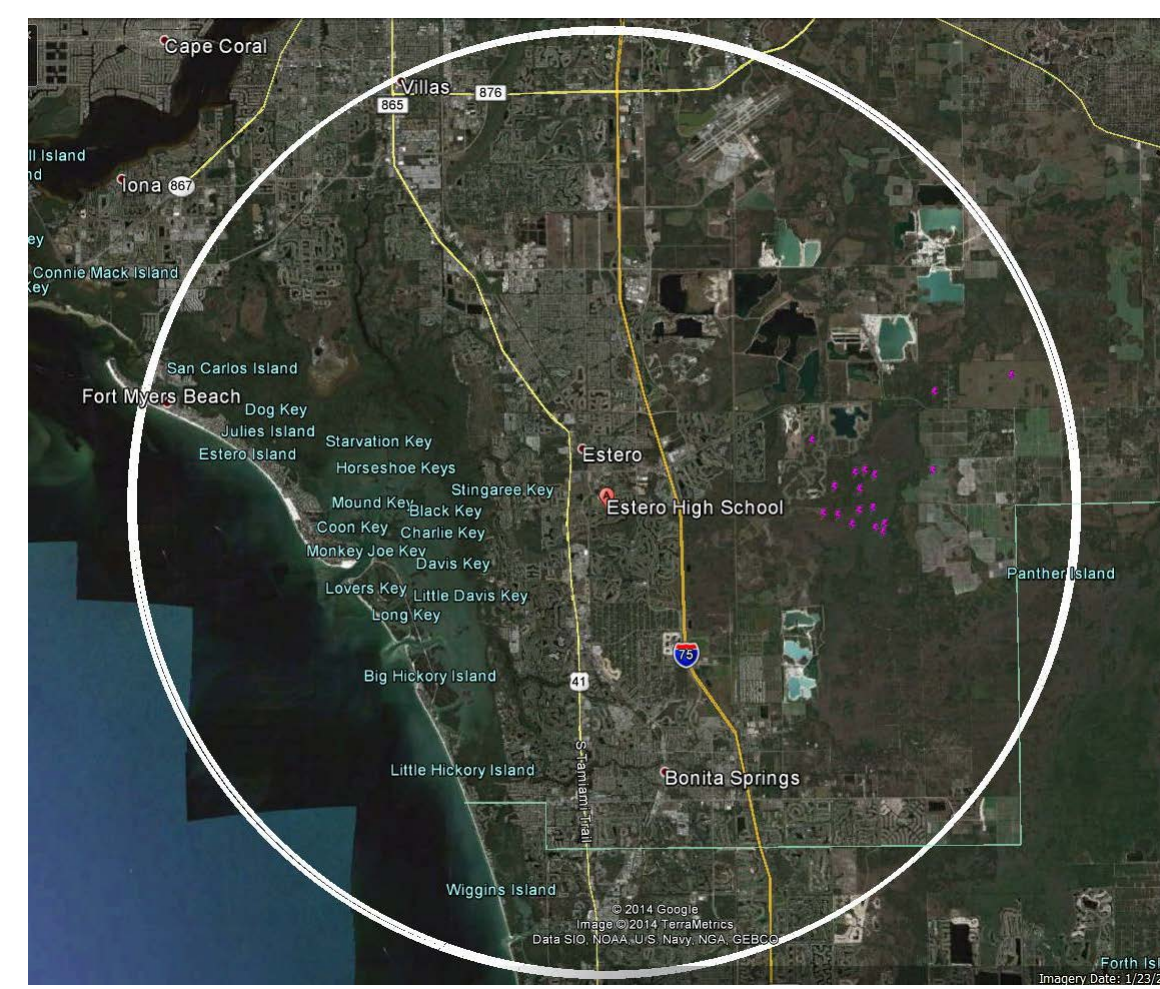 Cape Coral
Villas
865
876
ll Island
nd
Iona
867
ey
Connie Mack Island
Key
San Carlos Island
Fort Myers Beach
Dog Key
Julies Island
Starvation Key
Estero Island
Estero
Horseshoe Keys
Stingaree Key
A
Estero High School
Mound Key
Black Key
Coon Key
Charlie Key
Monkey Joe Key
Davis Key
Panther Island
Lovers Key
Little Davis Key
Long Key
75
Big Hickory Island
41
S Tamiami Trail
Little Hickory Island
Bonita Springs
Wiggins Island
© 2014 Google
Image © 2014 TerraMetrics
Data SIO, NOAA, U.S. Navy, NGA, GEBCO
Forth Isl
Imagery Date: 1/23/2